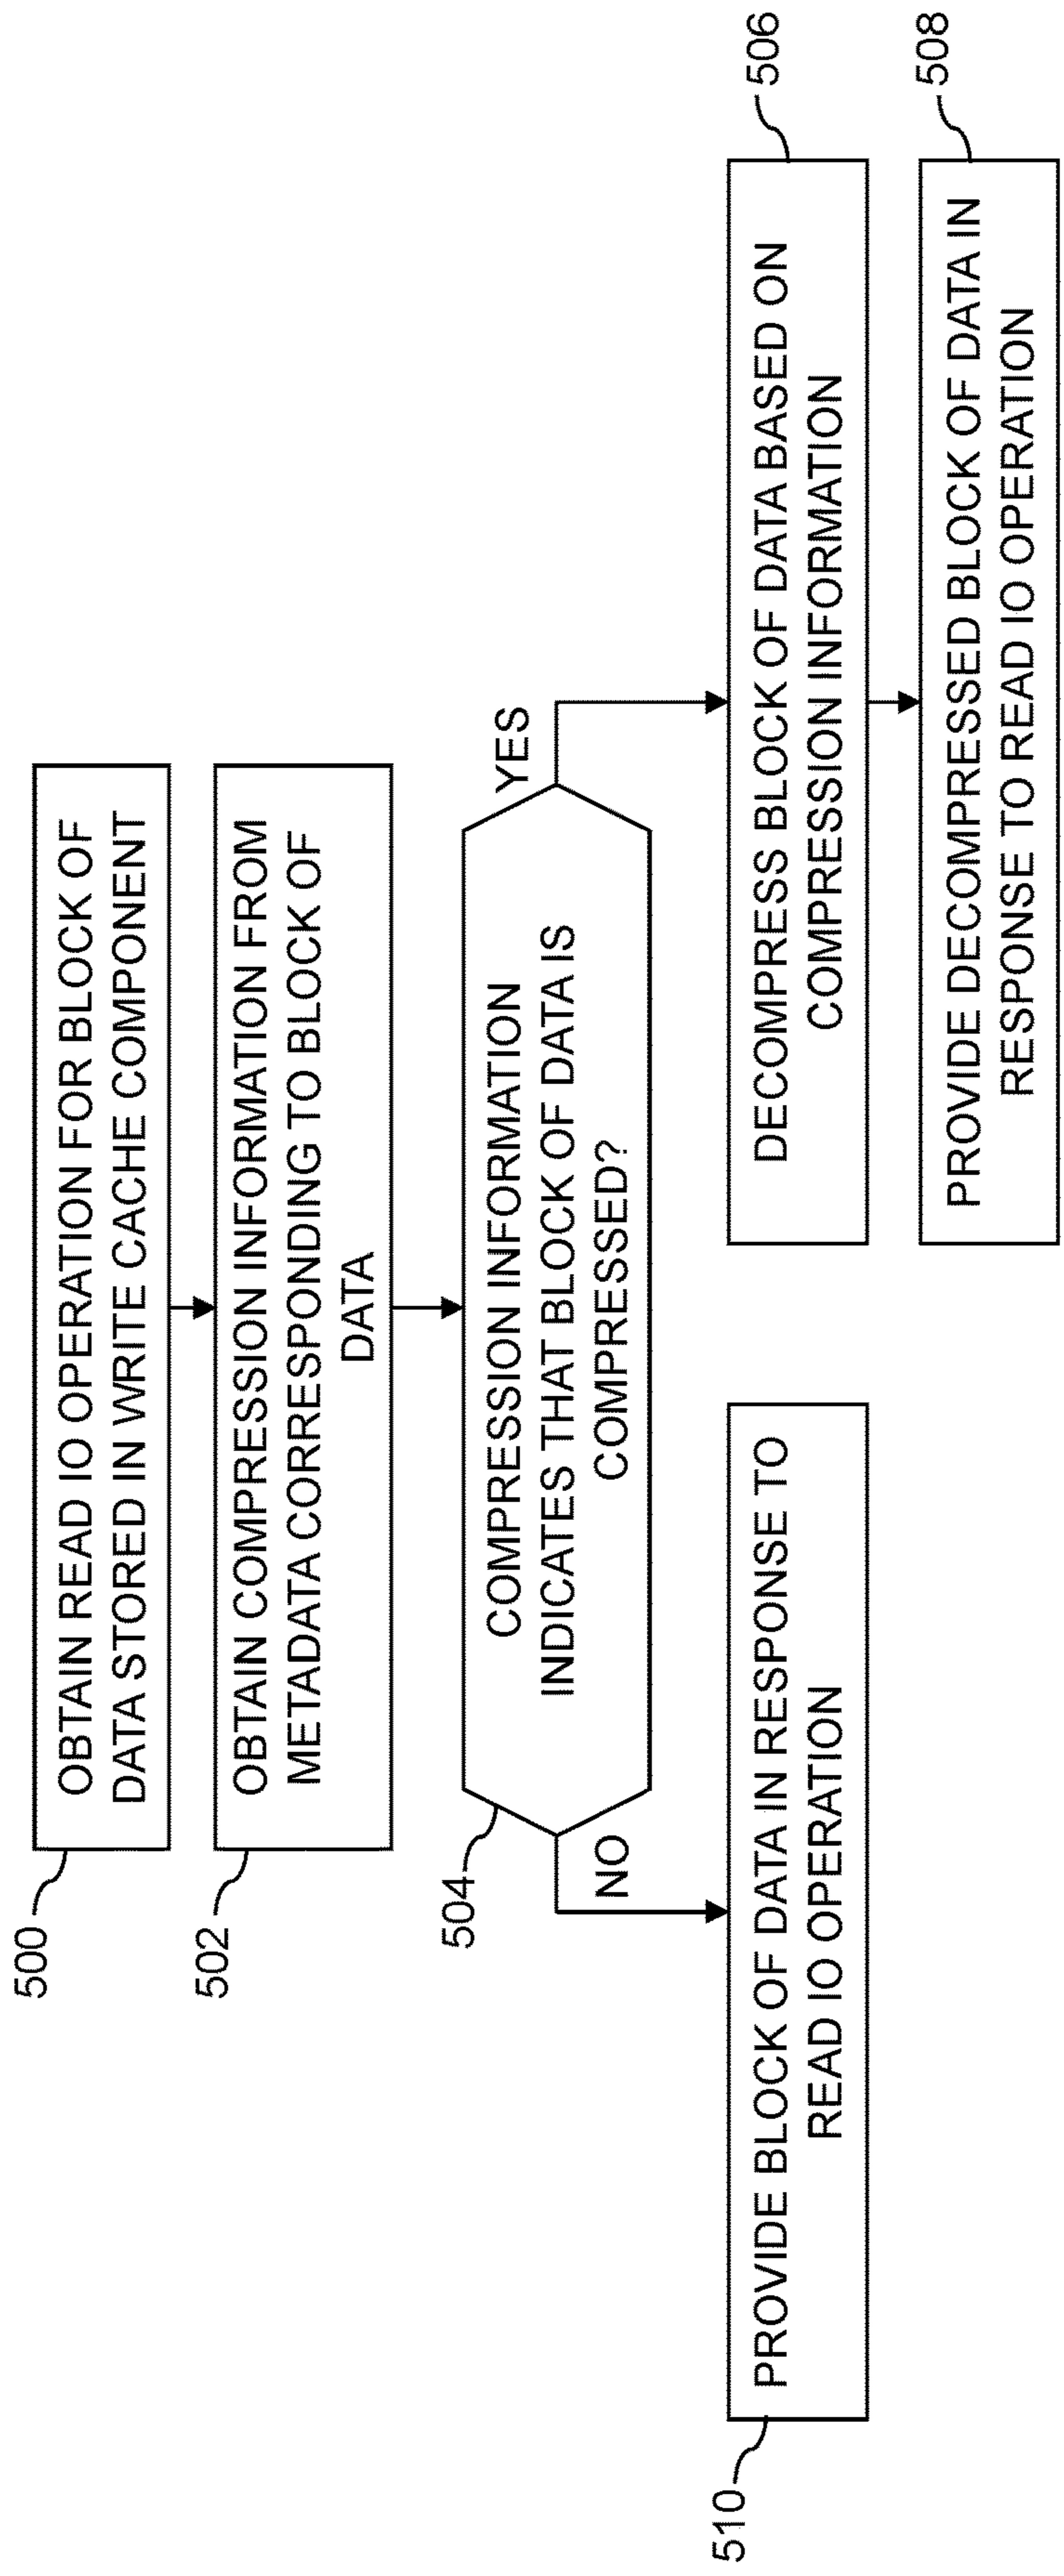 500
OBTAIN READ IO OPERATION FOR BLOCK OF
DATA STORED IN WRITE CACHE COMPONENT
502
OBTAIN COMPRESSION INFORMATION FROM
METADATA CORRESPONDING TO BLOCK OF
DATA
504
COMPRESSION INFORMATION
INDICATES THAT BLOCK OF DATA IS
COMPRESSED?
NO
YES
510
PROVIDE BLOCK OF DATA IN RESPONSE TO
READ IO OPERATION
506
DECOMPRESS BLOCK OF DATA BASED ON
COMPRESSION INFORMATION
508
PROVIDE DECOMPRESSED BLOCK OF DATA IN
RESPONSE TO READ IO OPERATION